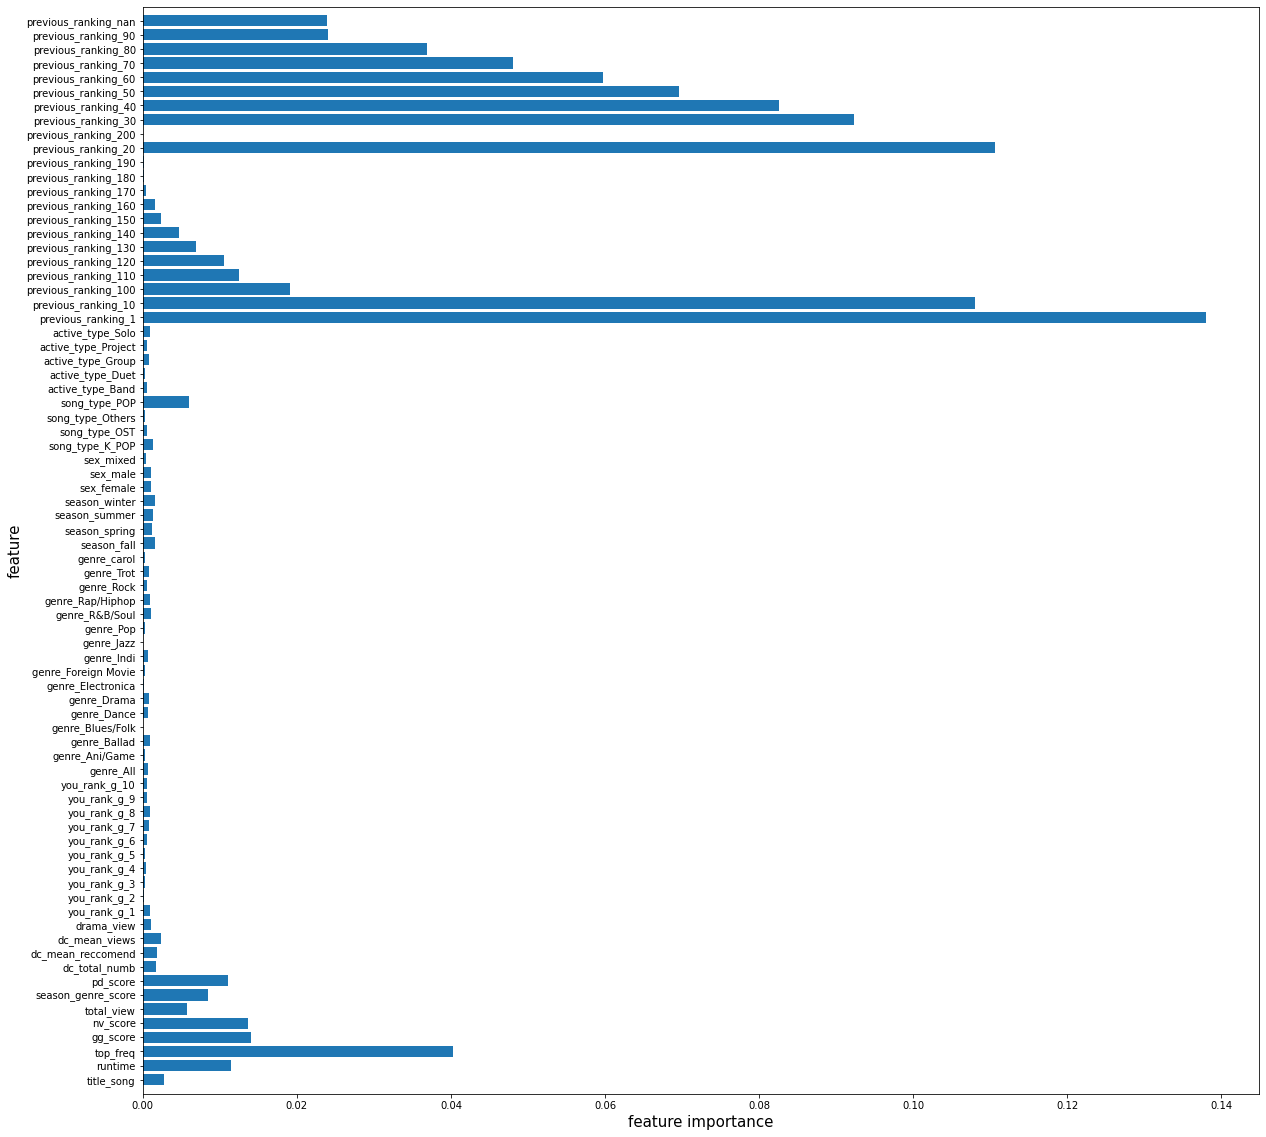 previous_ranking_nan
previous_ranking_90
previous_ranking_80
previous_ranking_70
previous_ranking_60
previous_ranking_50
previous_ranking_40
previous_ranking_30
previous_ranking_200
previous_ranking_20
previous_ranking_190
previous_ranking_180
previous_ranking_170
previous_ranking_160
previous_ranking_150
previous_ranking_140
previous_ranking_130
previous_ranking_120
previous_ranking_110
previous_ranking_100
previous_ranking_10
previous_ranking_1
active_type_Solo
active_type_Project
active_type_Group
active_type_Duet
active_type_Band
song_type_POP
song_type_Others
song_type_OST
song_type_K_POP
sex_mixed
sex_male
sex_female
season_winter
season_summer
season_spring
season_fall
genre_carol
genre_Trot
genre_Rock
genre_Rap/Hiphop
genre_R&B/Soul
genre_Pop
genre_Jazz
genre_Indi
genre_Foreign Movie
genre_Electronica
genre_Drama
genre_Dance
genre_Blues/Folk
genre_Ballad
genre_Ani/Game
genre_All
you_rank_g_10
you_rank_g_9
you_rank_g_8
you_rank_g_7
you_rank_g_6
you_rank_g_5
you_rank_g_4
you_rank_g_3
you_rank_g_2
you_rank_g_1
drama_view
dc_mean_views
dc_mean_reccomend
dc_total_numb
pd_score
season_genre_score
total_view
nv_score
gg_score
top_freq
runtime
title_song
feature
0.00 0.02 0.04 0.06 0.08 0.10 0.12 0.14
feature importance